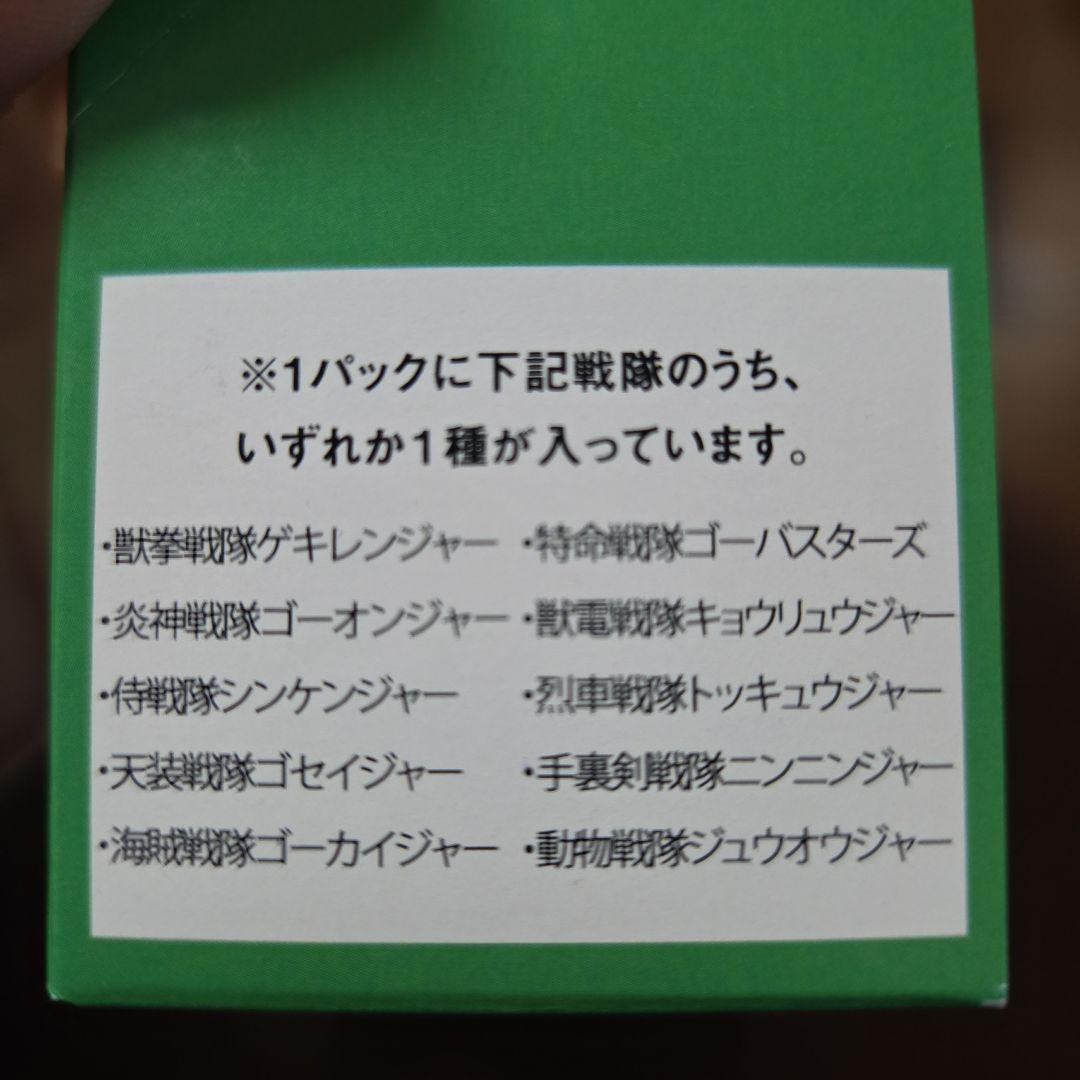 ※1パックに下記戦隊のうち、
いずれか1種が入っています。
・獣拳戦隊ゲキレンジャー
・炎神戦隊ゴーオンジャー
・侍戦隊シンケンジャー
・天装戦隊ゴセイジャー
・海賊戦隊ゴーカイジャー
・特命戦隊ゴーバスターズ
・獣電戦隊キョウリュウジャー
・烈車戦隊トッキュウジャー
・手裏剣戦隊ニンニンジャー
・動物戦隊ジュウオウジャー